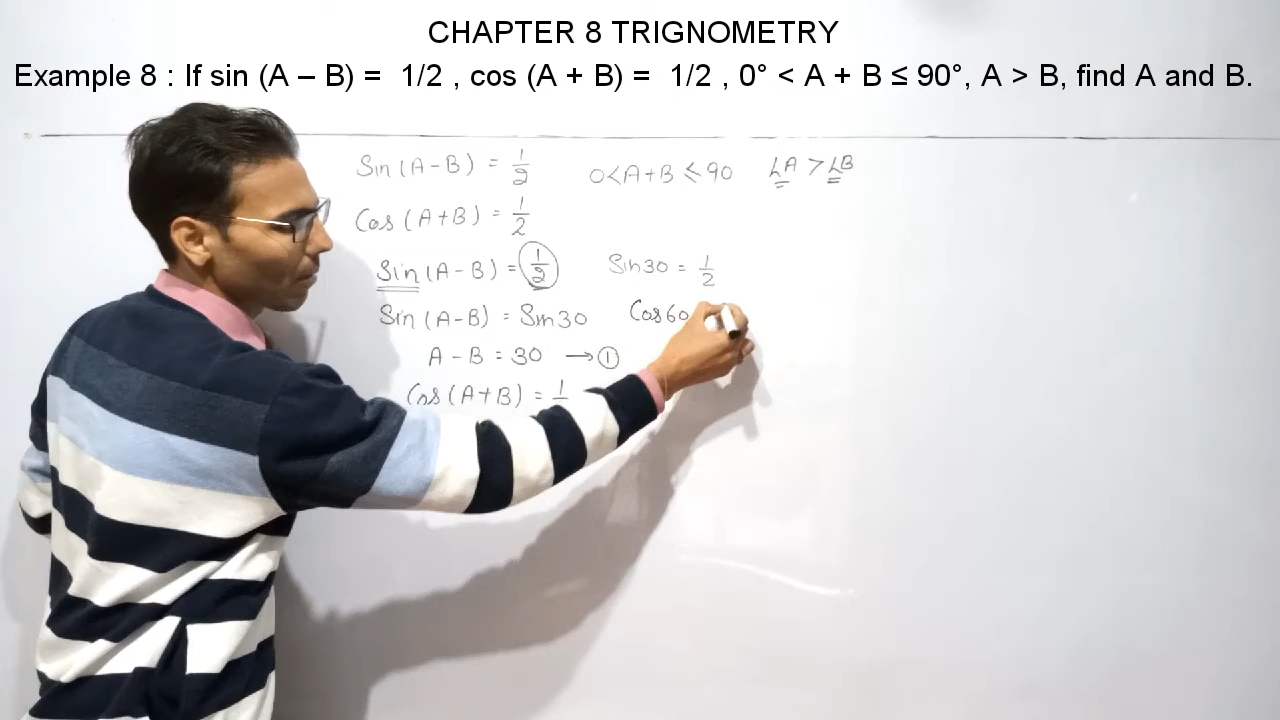 CHAPTER 8 TRIGNOMETRY
Example 8 : If sin (A – B) = 1/2 , cos (A + B) = 1/2 , 0° < A + B ≤ 90°, A > B, find A and B.
Sin (A-B) = 1/2 0<A+B ≤ 90 ∠A > ∠B
Cos (A+B) = 1/2
Sin (A-B) = 1/2 Sin30 = 1/2
Sin (A-B) = Sin30 Cos60
A-B = 30 → ①
Cos (A+B) = 1